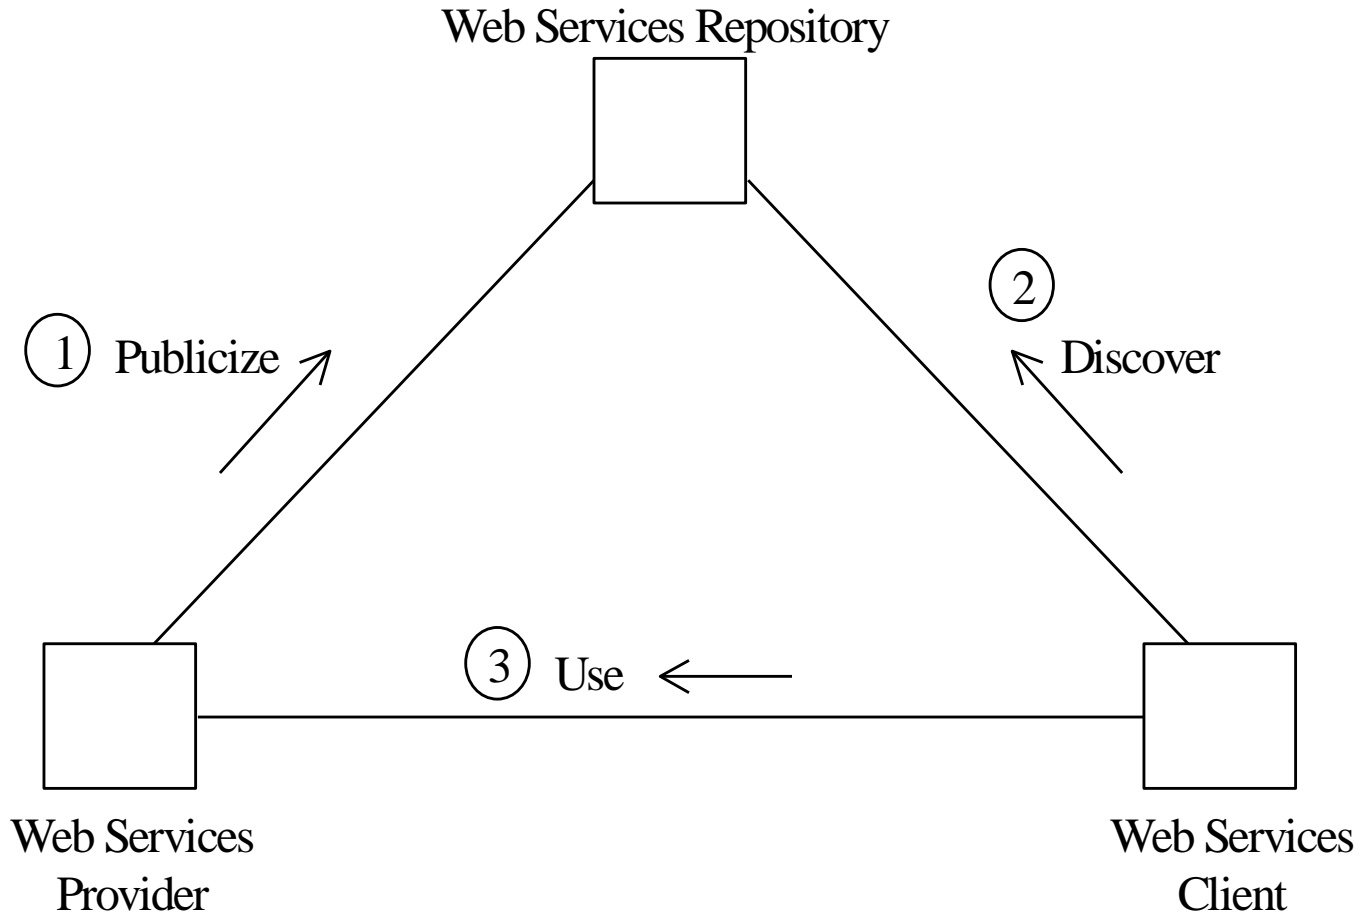 Web Services Repository
2
1 Publicize
Discover
3 Use
Web Services
Provider
Web Services
Client